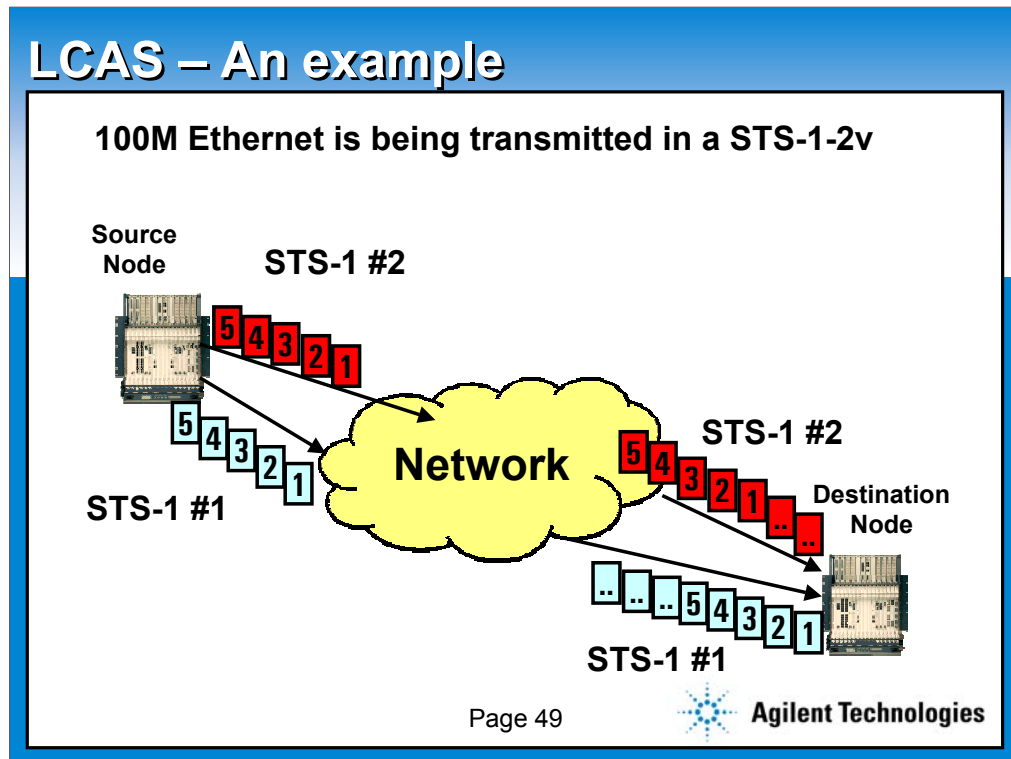 LCAS – An example
100M Ethernet is being transmitted in a STS-1-2v
Source
Node
STS-1 #2
5 4 3 2 1
5 4 3 2 1
STS-1 #1
Network
STS-1 #2
5 4 3 2 1 .. ..
Destination
Node
.. .. .. 5 4 3 2 1
STS-1 #1
Page 49
Agilent Technologies